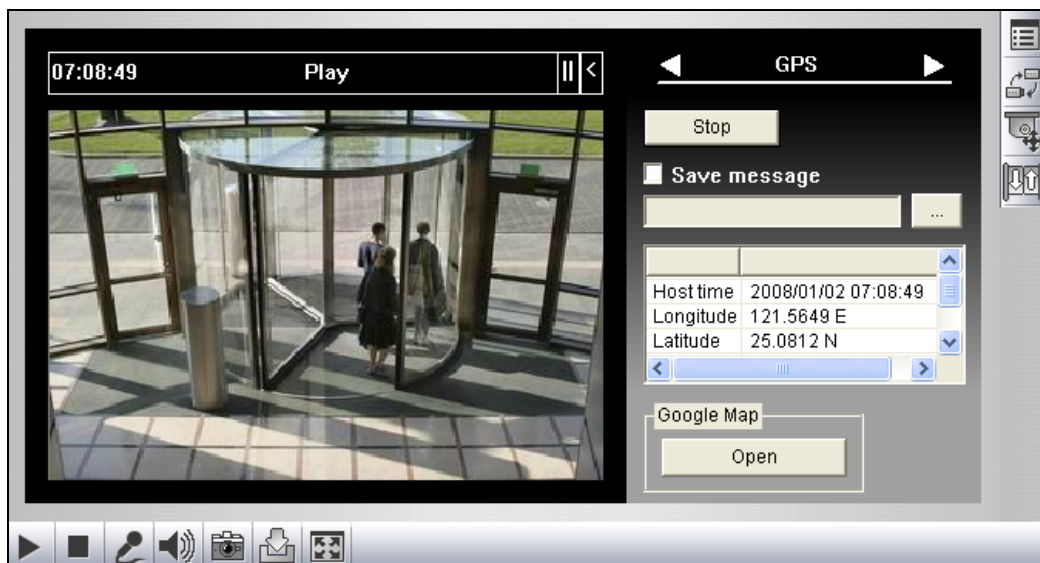 07:08:49 Play || <
GPS
Stop
Save message
...
Host time 2008/01/02 07:08:49
Longitude 121.5649 E
Latitude 25.0812 N
Google Map
Open